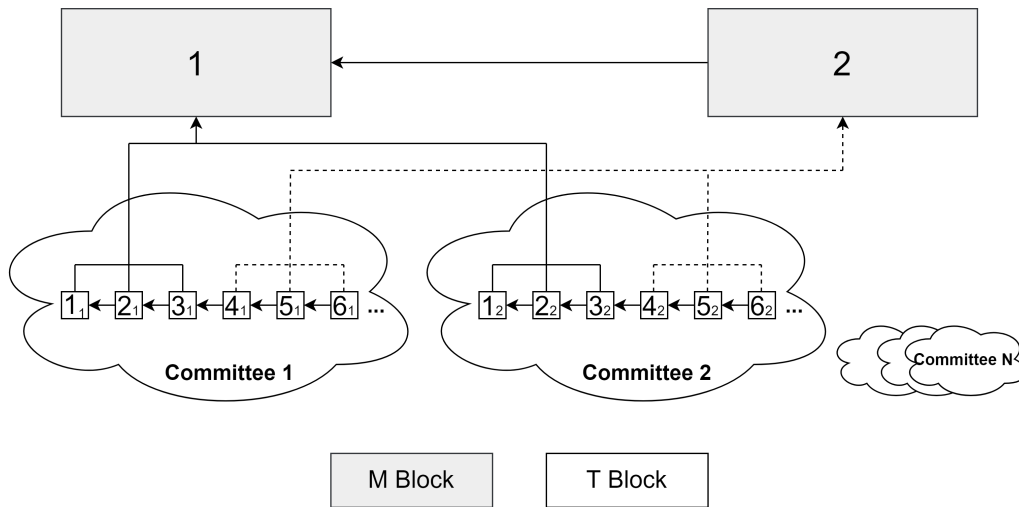 1
2
1₁ 2₁ 3₁ 4₁ 5₁ 6₁ ...
1₂ 2₂ 3₂ 4₂ 5₂ 6₂ ...
Committee 1
Committee 2
Committee N
M Block
T Block